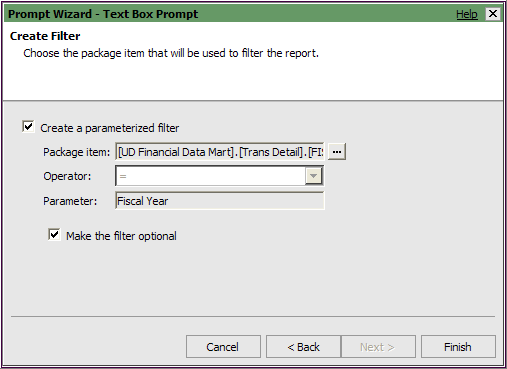 Prompt Wizard - Text Box Prompt Help
Create Filter
Choose the package item that will be used to filter the report.
Create a parameterized filter
Package item: [UD Financial Data Mart].[Trans Detail].[FIS ...
Operator: =
Parameter: Fiscal Year
Make the filter optional
Cancel < Back Next > Finish